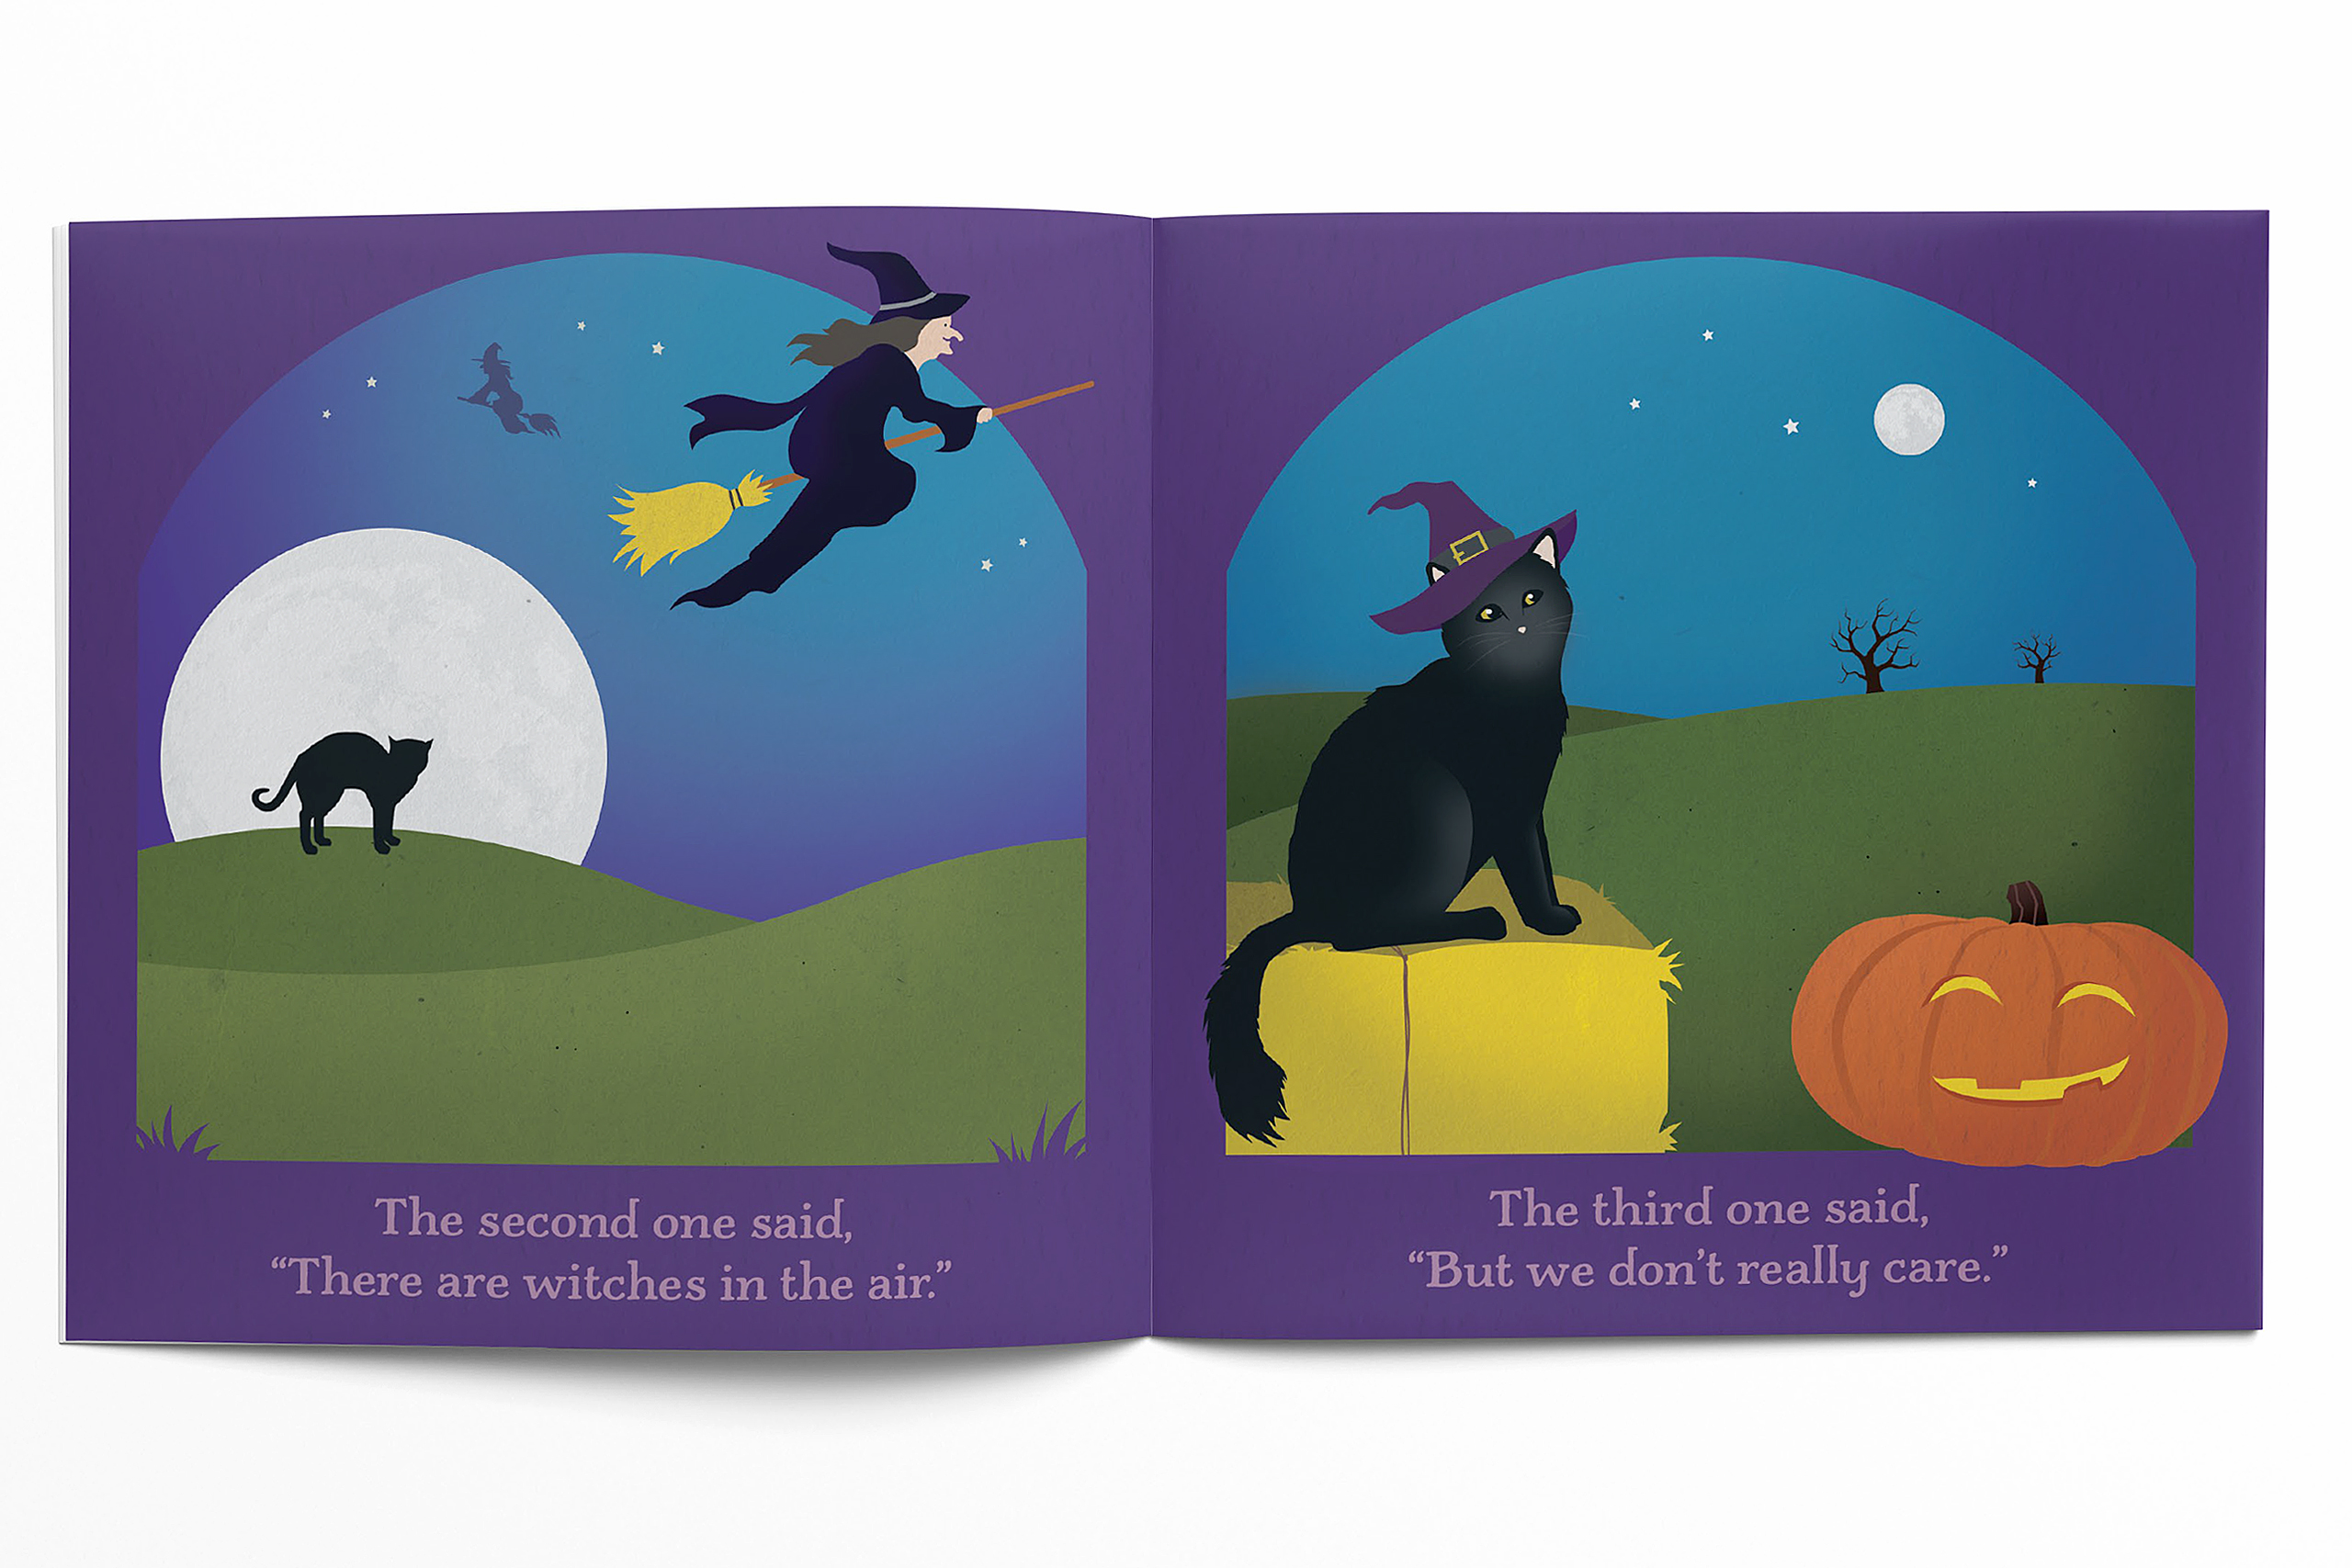 The second one said,
“There are witches in the air.”
The third one said,
“But we don’t really care.”